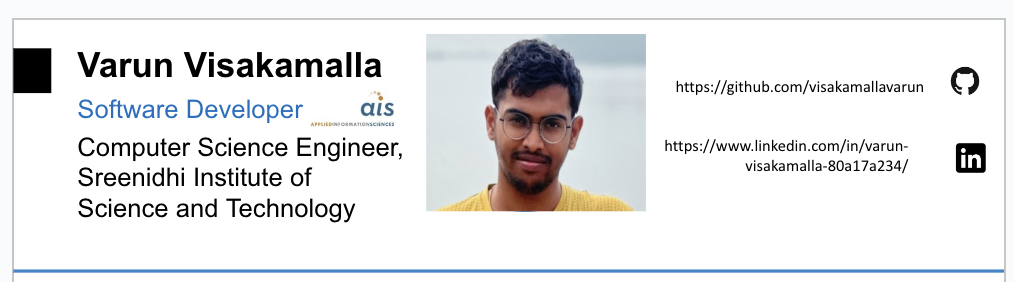 Varun Visakamalla
Software Developer
ais
APPLIEDINFORMATIONSCIENCES
Computer Science Engineer,
Sreenidhi Institute of
Science and Technology
https://github.com/visakamallavarun
https://www.linkedin.com/in/varun-
visakamalla-80a17a234/
in